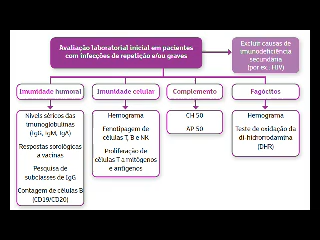 Avaliação laboratorial inicial em pacientes
com infecções de repetição e/ou graves
Excluir causas de
imunodeficiência
secundária
(por ex.: HIV)
Imunidade humoral
Níveis séricos das
imunoglobulinas
(IgG, IgM, IgA)
Respostas sorológicas
a vacinas
Pesquisa de
subclasses de IgG
Contagem de células B
(CD19/CD20)
Imunidade celular
Hemograma
Fenotipagem de
células T, B e NK
Proliferação de
células T a mitógenos
e antígenos
Complemento
CH 50
AP 50
Fagócitos
Hemograma
Teste de oxidação da
di-hidrorodamina
(DHR)